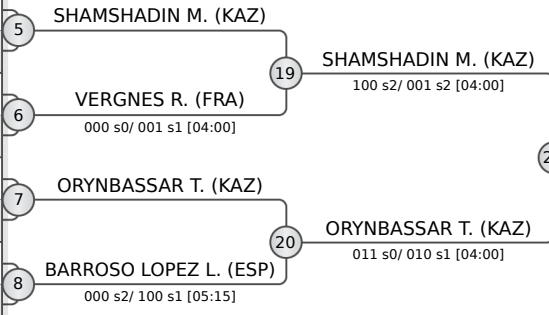 SHAMSHADIN M. (KAZ)
5
19
SHAMSHADIN M. (KAZ)
100 s2/ 001 s2 [04:00]
VERGNES R. (FRA)
6
000 s0/ 001 s1 [04:00]
2
ORYNBASSAR T. (KAZ)
7
20
ORYNBASSAR T. (KAZ)
011 s0/ 010 s1 [04:00]
BARROSO LOPEZ L. (ESP)
8
000 s2/ 100 s1 [05:15]